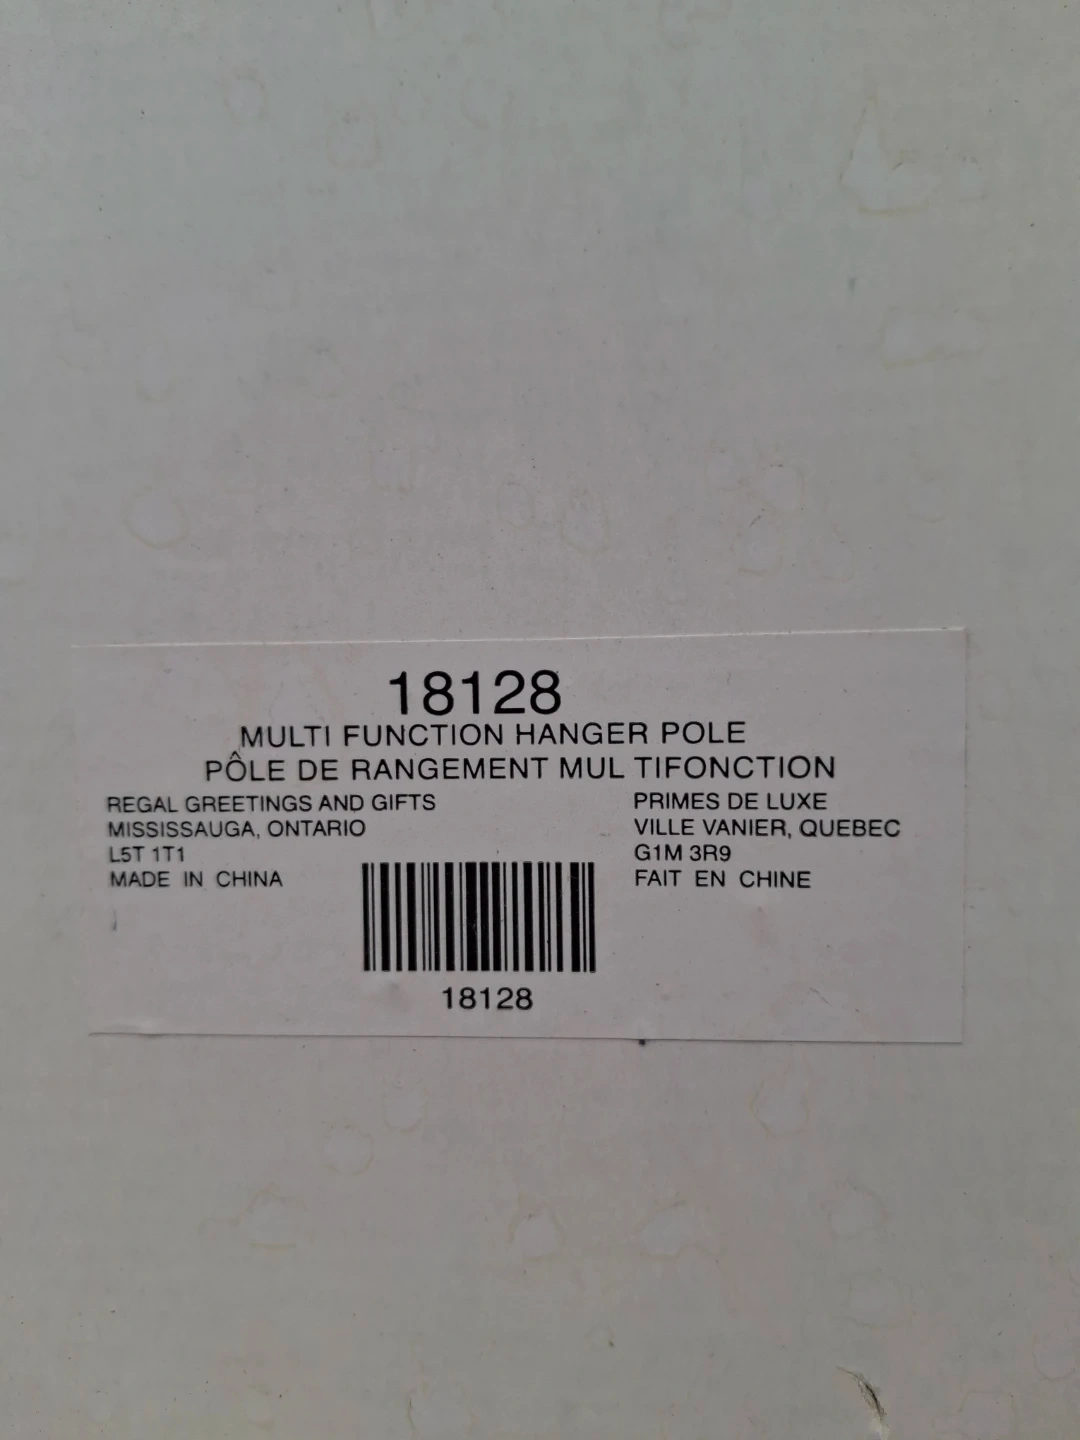 18128
MULTI FUNCTION HANGER POLE
PÔLE DE RANGEMENT MUL TIFONCTION
REGAL GREETINGS AND GIFTS
MISSISSAUGA, ONTARIO
L5T 1T1
MADE IN CHINA
PRIMES DE LUXE
VILLE VANIER, QUEBEC
G1M 3R9
FAIT EN CHINE
18128